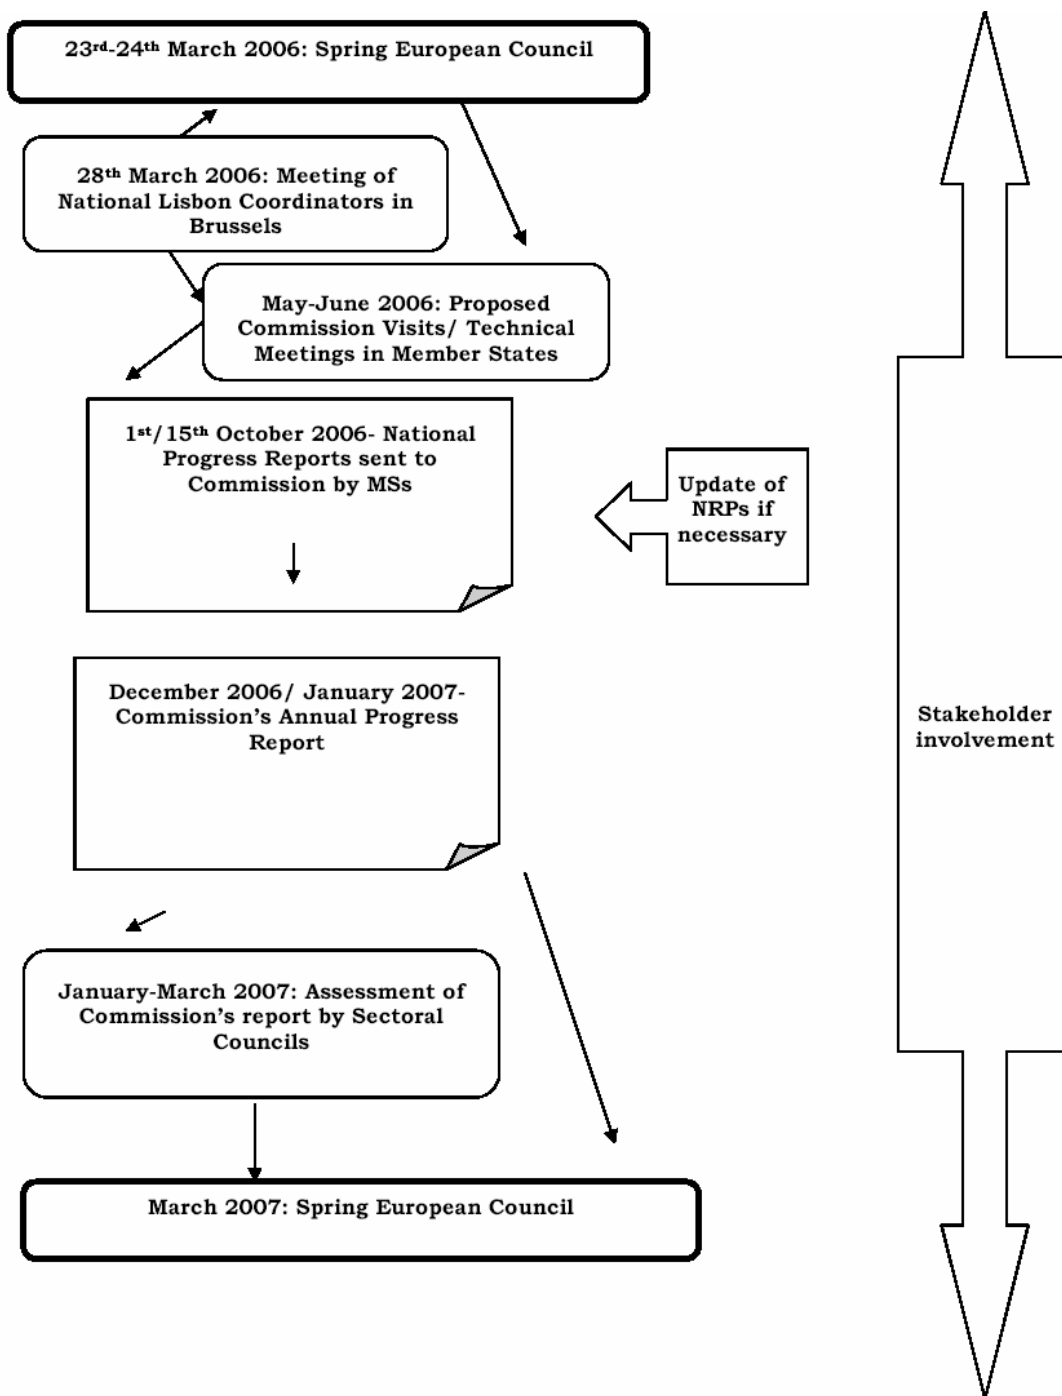 23rd-24th March 2006: Spring European Council
28th March 2006: Meeting of
National Lisbon Coordinators in
Brussels
May-June 2006: Proposed
Commission Visits/ Technical
Meetings in Member States
1st/15th October 2006- National
Progress Reports sent to
Commission by MSs
Update of
NRPs if
necessary
December 2006/ January 2007-
Commission’s Annual Progress
Report
Stakeholder
involvement
January-March 2007: Assessment of
Commission’s report by Sectoral
Councils
March 2007: Spring European Council